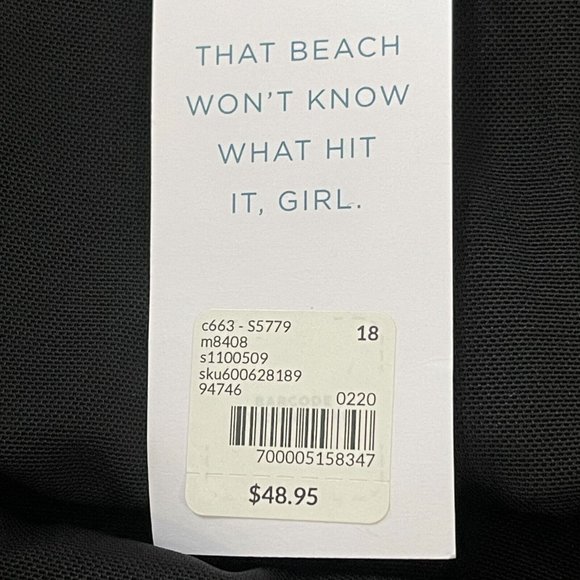 THAT BEACH
WON'T KNOW
WHAT HIT
IT, GIRL.
c663 - S5779 18
m8408
s1100509
sku600628189
94746
BARCODE 0220
700005158347
$48.95